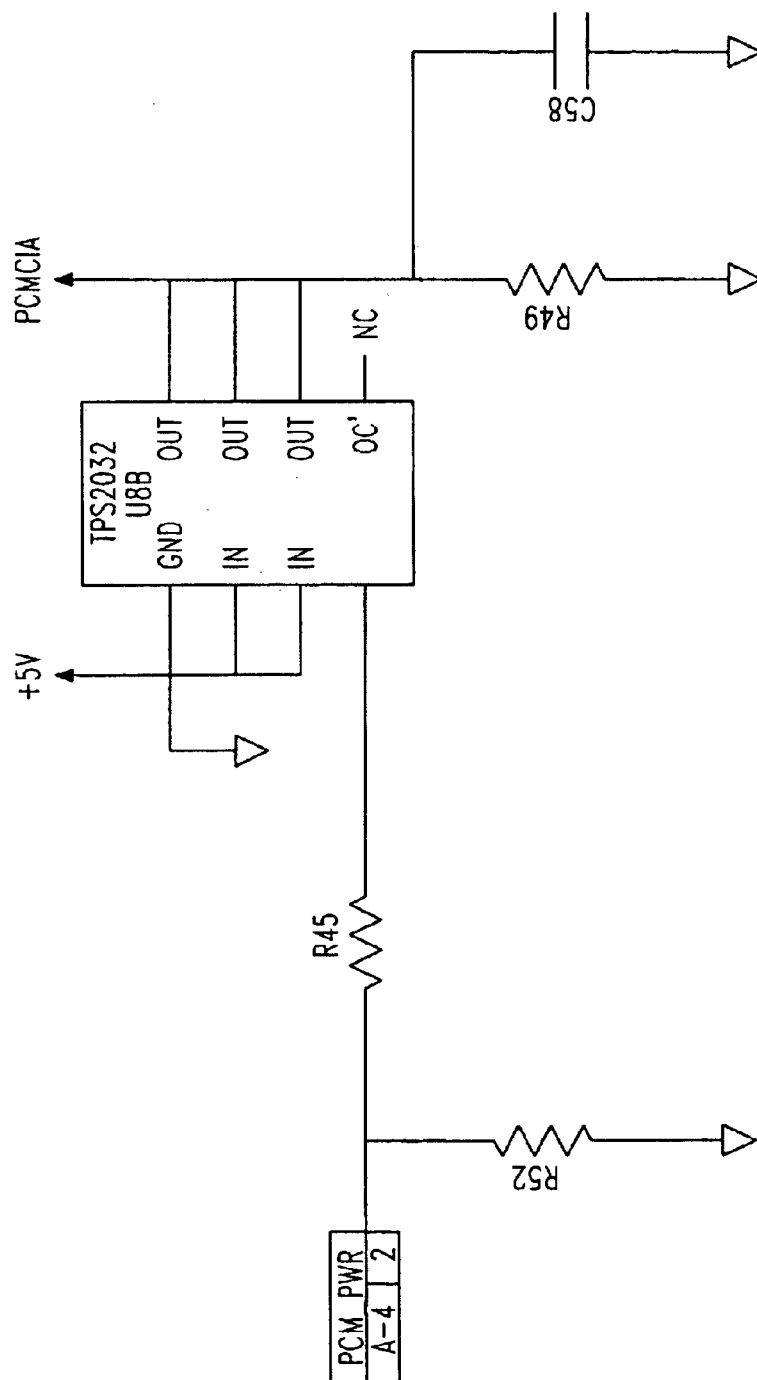 PCM PWR
A-4 2
R52
R45
+5V
TPS2032
U8B
GND OUT
IN OUT
IN OUT
OC'
NC
PCMCIA
R49
C58